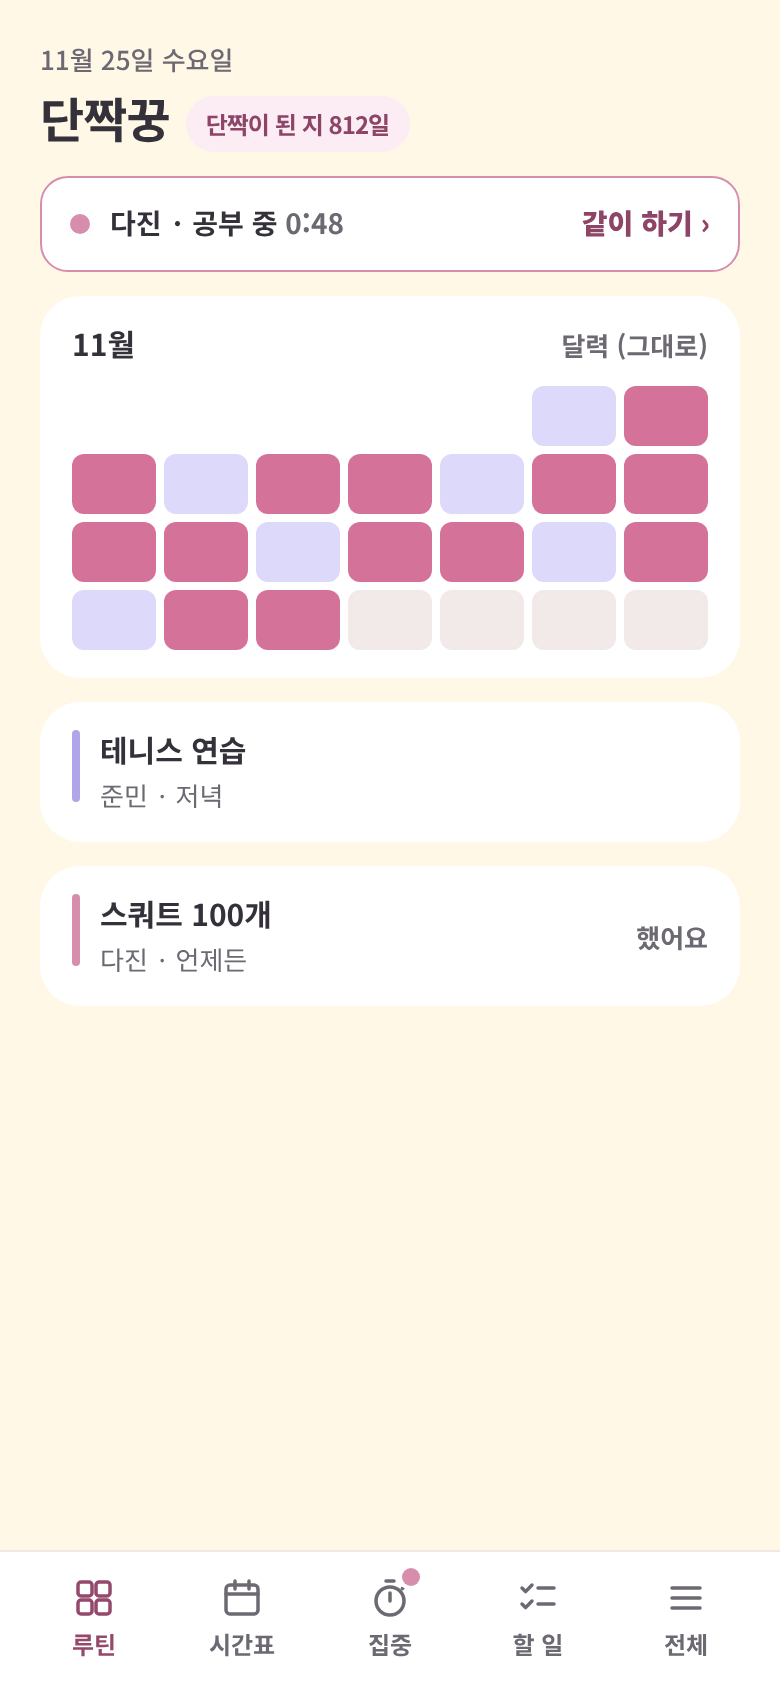 11월 25일 수요일
단짝꿍 단짝이 된 지 812일
다진 · 공부 중 0:48 같이 하기 ›
11월 달력 (그대로)
테니스 연습
준민 · 저녁
스쿼트 100개
다진 · 언제든 했어요
루틴 시간표 집중 할 일 전체